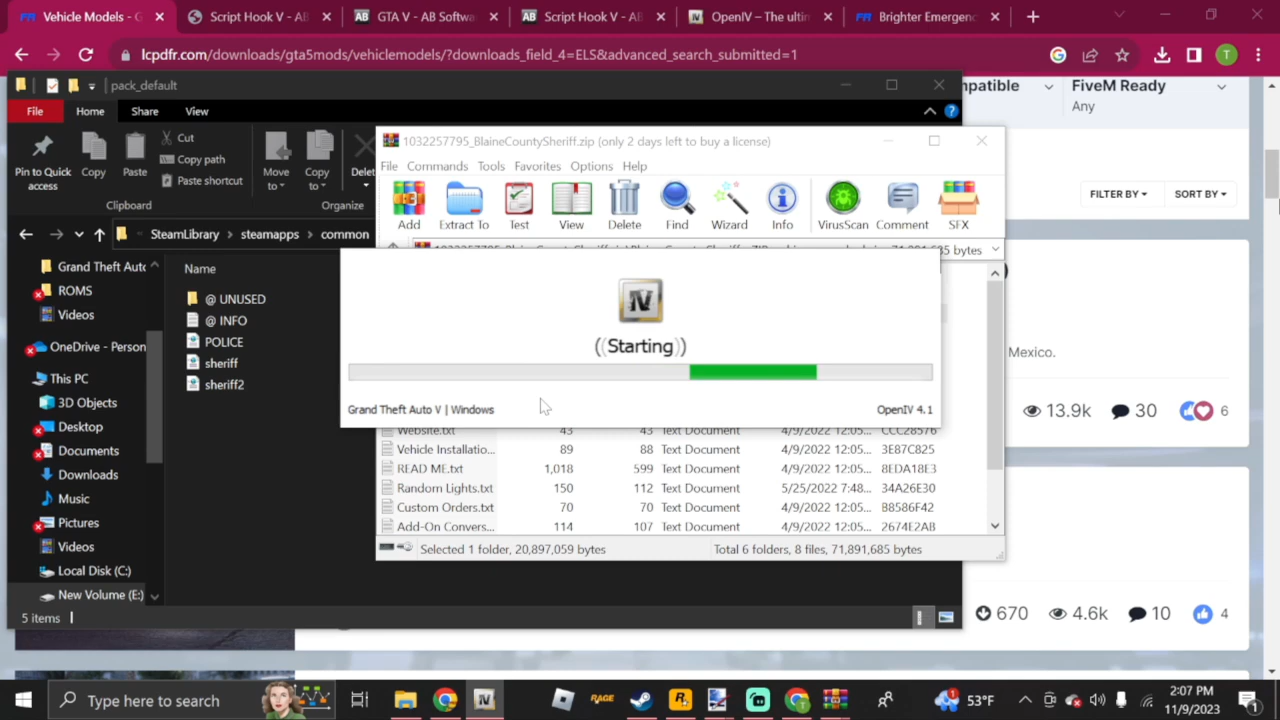 Vehicle Models - G
Script Hook V - AB
GTA V - AB Softwa
Script Hook V - AB
OpenIV – The ultin
Brighter Emergenc
lcpdfr.com/downloads/gta5mods/vehiclemodels/?downloads_field_4=ELS&advanced_search_submitted=1
T
pack_default
File
Home
Share
View
Pin to Quick access
Copy
Paste
Cut
Copy path
Paste shortcut
Move to
Copy to
Delet
Clipboard
Organize
SteamLibrary
steamapps
common
Grand Theft Auto
ROMS
Videos
OneDrive - Person
This PC
3D Objects
Desktop
Documents
Downloads
Music
Pictures
Videos
Local Disk (C:)
New Volume (E:)
Name
@ UNUSED
@ INFO
POLICE
sheriff
sheriff2
5 items
1032257795_BlaineCountySheriff.zip (only 2 days left to buy a license)
File Commands Tools Favorites Options Help
Add Extract To Test View Delete Find Wizard Info VirusScan Comment SFX
bytes
IV
((Starting))
Grand Theft Auto V | Windows
OpenIV 4.1
Website.txt 43 43 Text Document 4/9/2022 12:05... CCC28576
Vehicle Installatio... 89 88 Text Document 4/9/2022 12:05... 3E87C825
READ ME.txt 1,018 599 Text Document 4/9/2022 12:05... 8EDA18E3
Random Lights.txt 150 112 Text Document 5/25/2022 7:48... 34A26E30
Custom Orders.txt 70 70 Text Document 4/9/2022 12:05... B8586F42
Add-On Convers... 114 107 Text Document 4/9/2022 12:05... 2674E2AB
Selected 1 folder, 20,897,059 bytes
Total 6 folders, 8 files, 71,891,685 bytes
npatible
FiveM Ready
Any
FILTER BY
SORT BY
Mexico.
13.9k
30
6
670
4.6k
10
4
Type here to search
RAGE
53°F
2:07 PM
11/9/2023